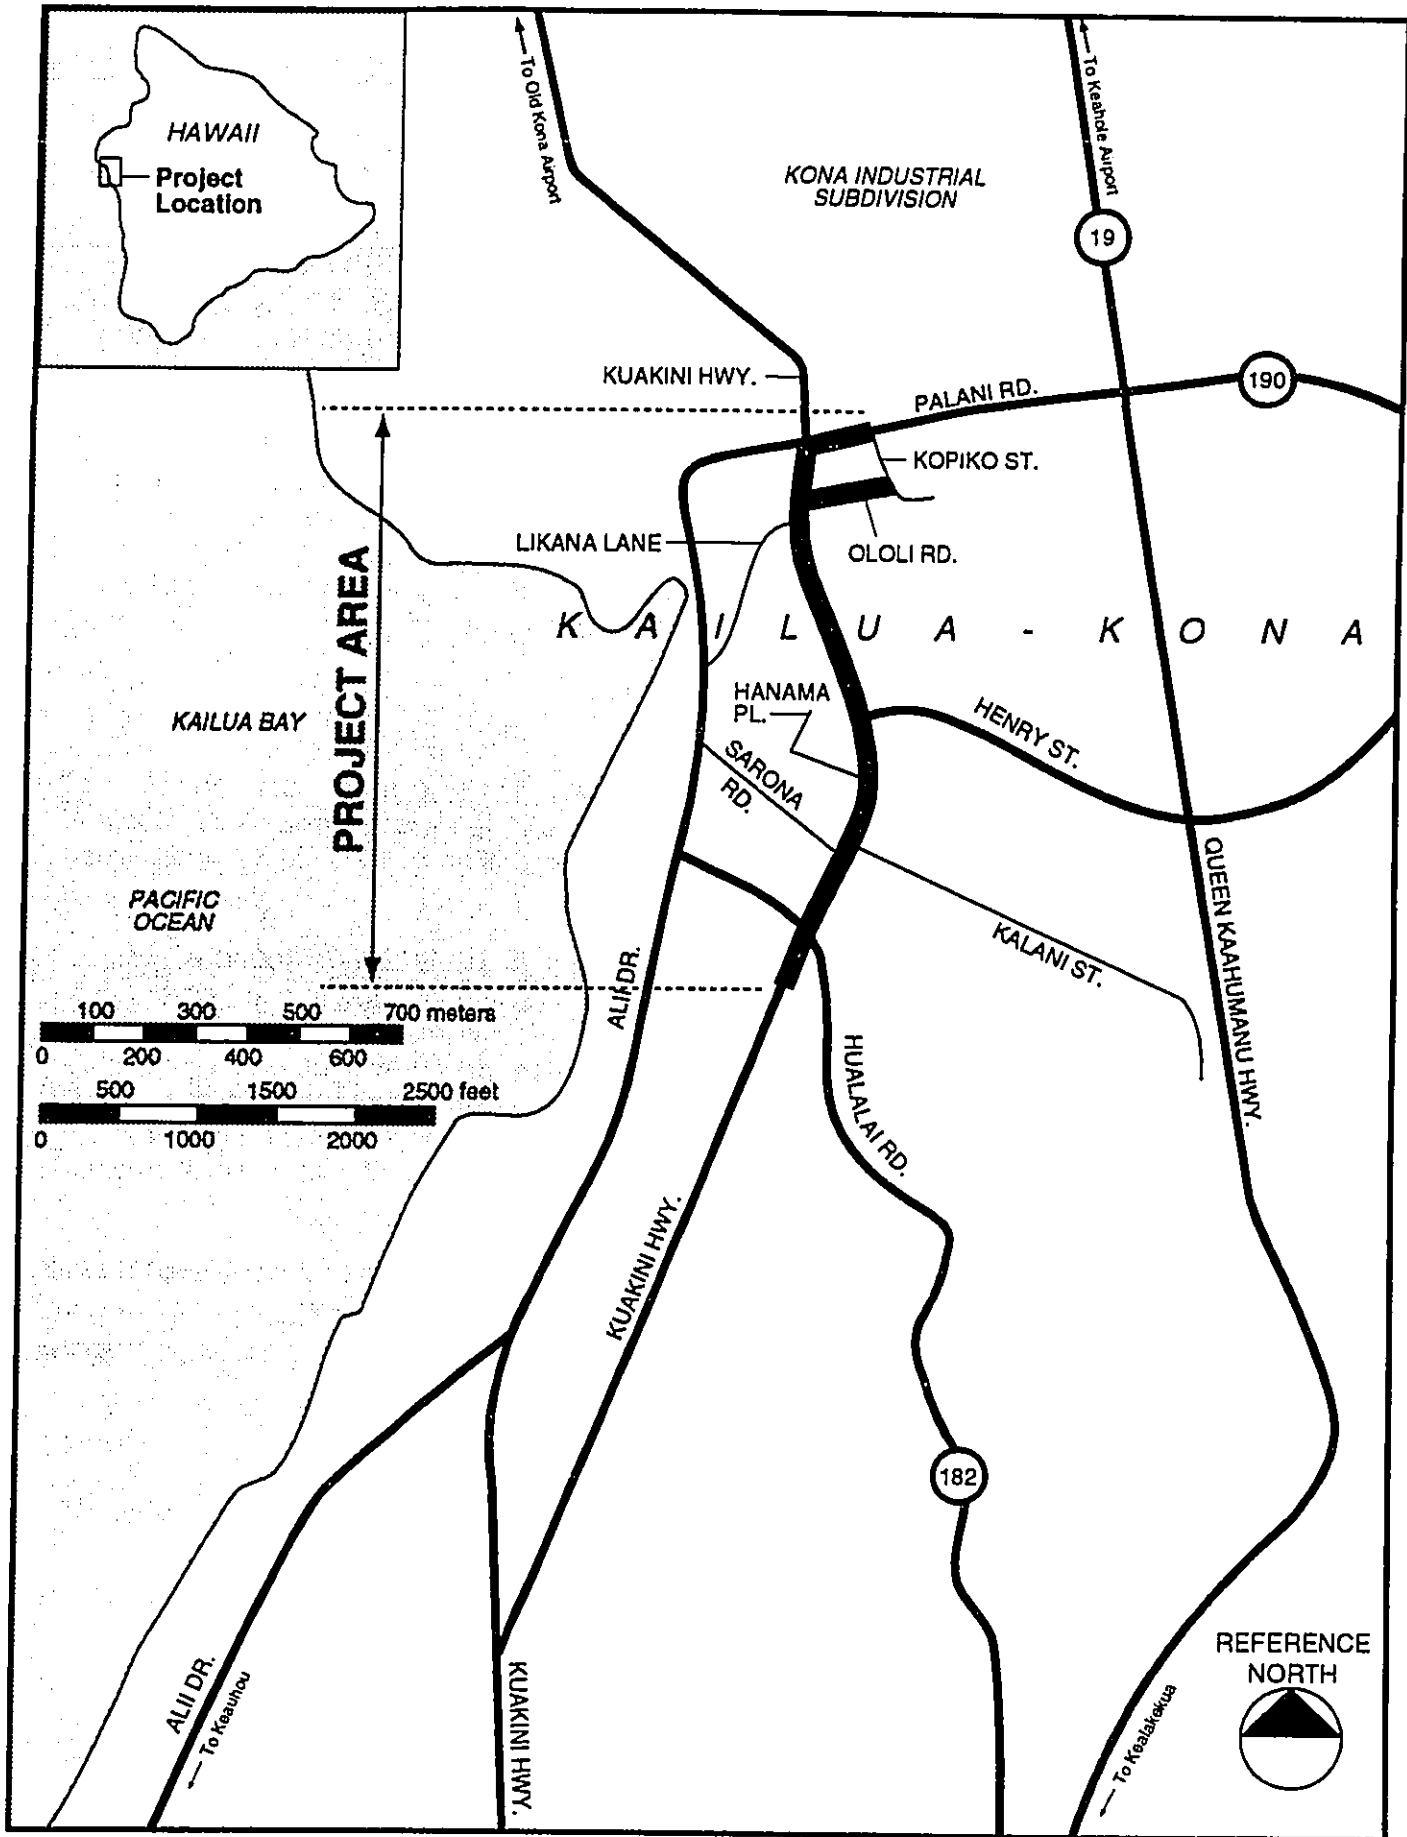 HAWAII
Project
Location
To Old Kona Airport
To Keahole Airport
KONA INDUSTRIAL
SUBDIVISION
19
KUAKINI HWY.
PALANI RD.
190
KOPIKO ST.
LIKANA LANE
OLOLI RD.
KAILUA - KONA
PROJECT AREA
HANAMA
PL.
KAILUA BAY
HENRY ST.
SARONA
RD.
QUEEN KAAHUMANU HWY.
PACIFIC
OCEAN
KALANI ST.
ALII DR.
100 300 500 700 meters
0 200 400 600
500 1500 2500 feet
0 1000 2000
HUALALAI RD.
KUAKINI HWY.
182
REFERENCE
NORTH
ALII DR.
To Keauhou
KUAKINI HWY.
To Kealakekua